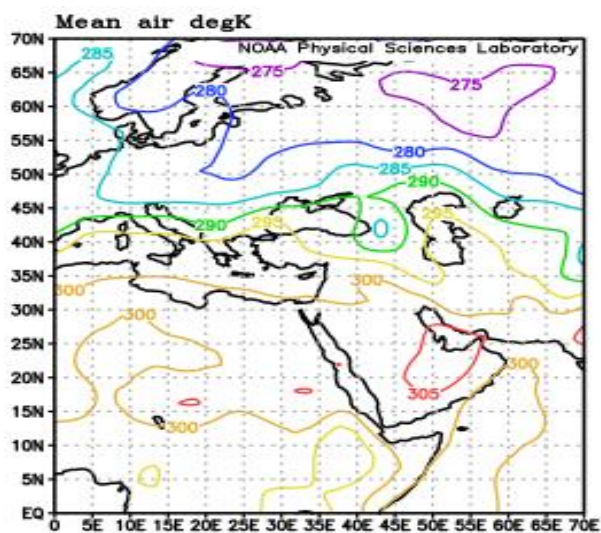 Mean air degK
NOAA Physical Sciences Laboratory
70N
65N
60N
55N
50N
45N
40N
35N
30N
25N
20N
15N
10N
5N
EQ
285
275
275
280
280
285
290
290
295
295
0
300
300
300
305
300
0 5E 10E 15E 20E 25E 30E 35E 40E 45E 50E 55E 60E 65E 70E